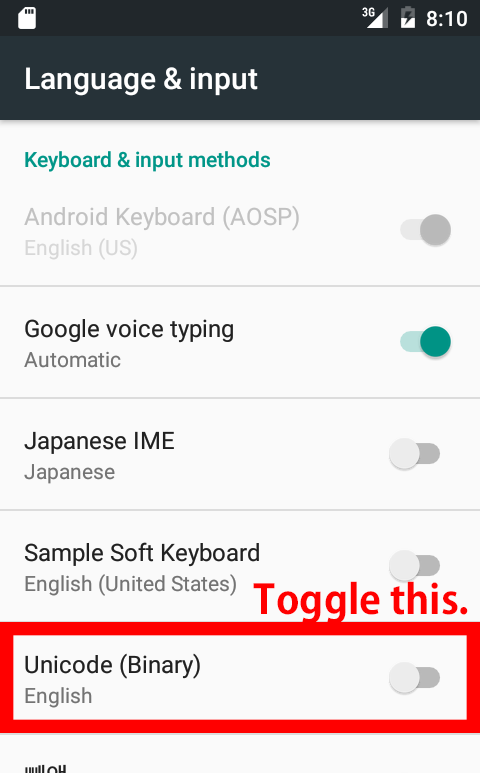 3G 8:10
Language & input
Keyboard & input methods
Android Keyboard (AOSP)
English (US)
Google voice typing
Automatic
Japanese IME
Japanese
Sample Soft Keyboard
English (United States)
Toggle this.
Unicode (Binary)
English